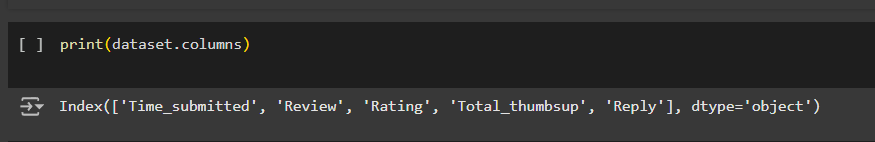 [ ] print(dataset.columns)
Index(['Time_submitted', 'Review', 'Rating', 'Total_thumbsup', 'Reply'], dtype='object')